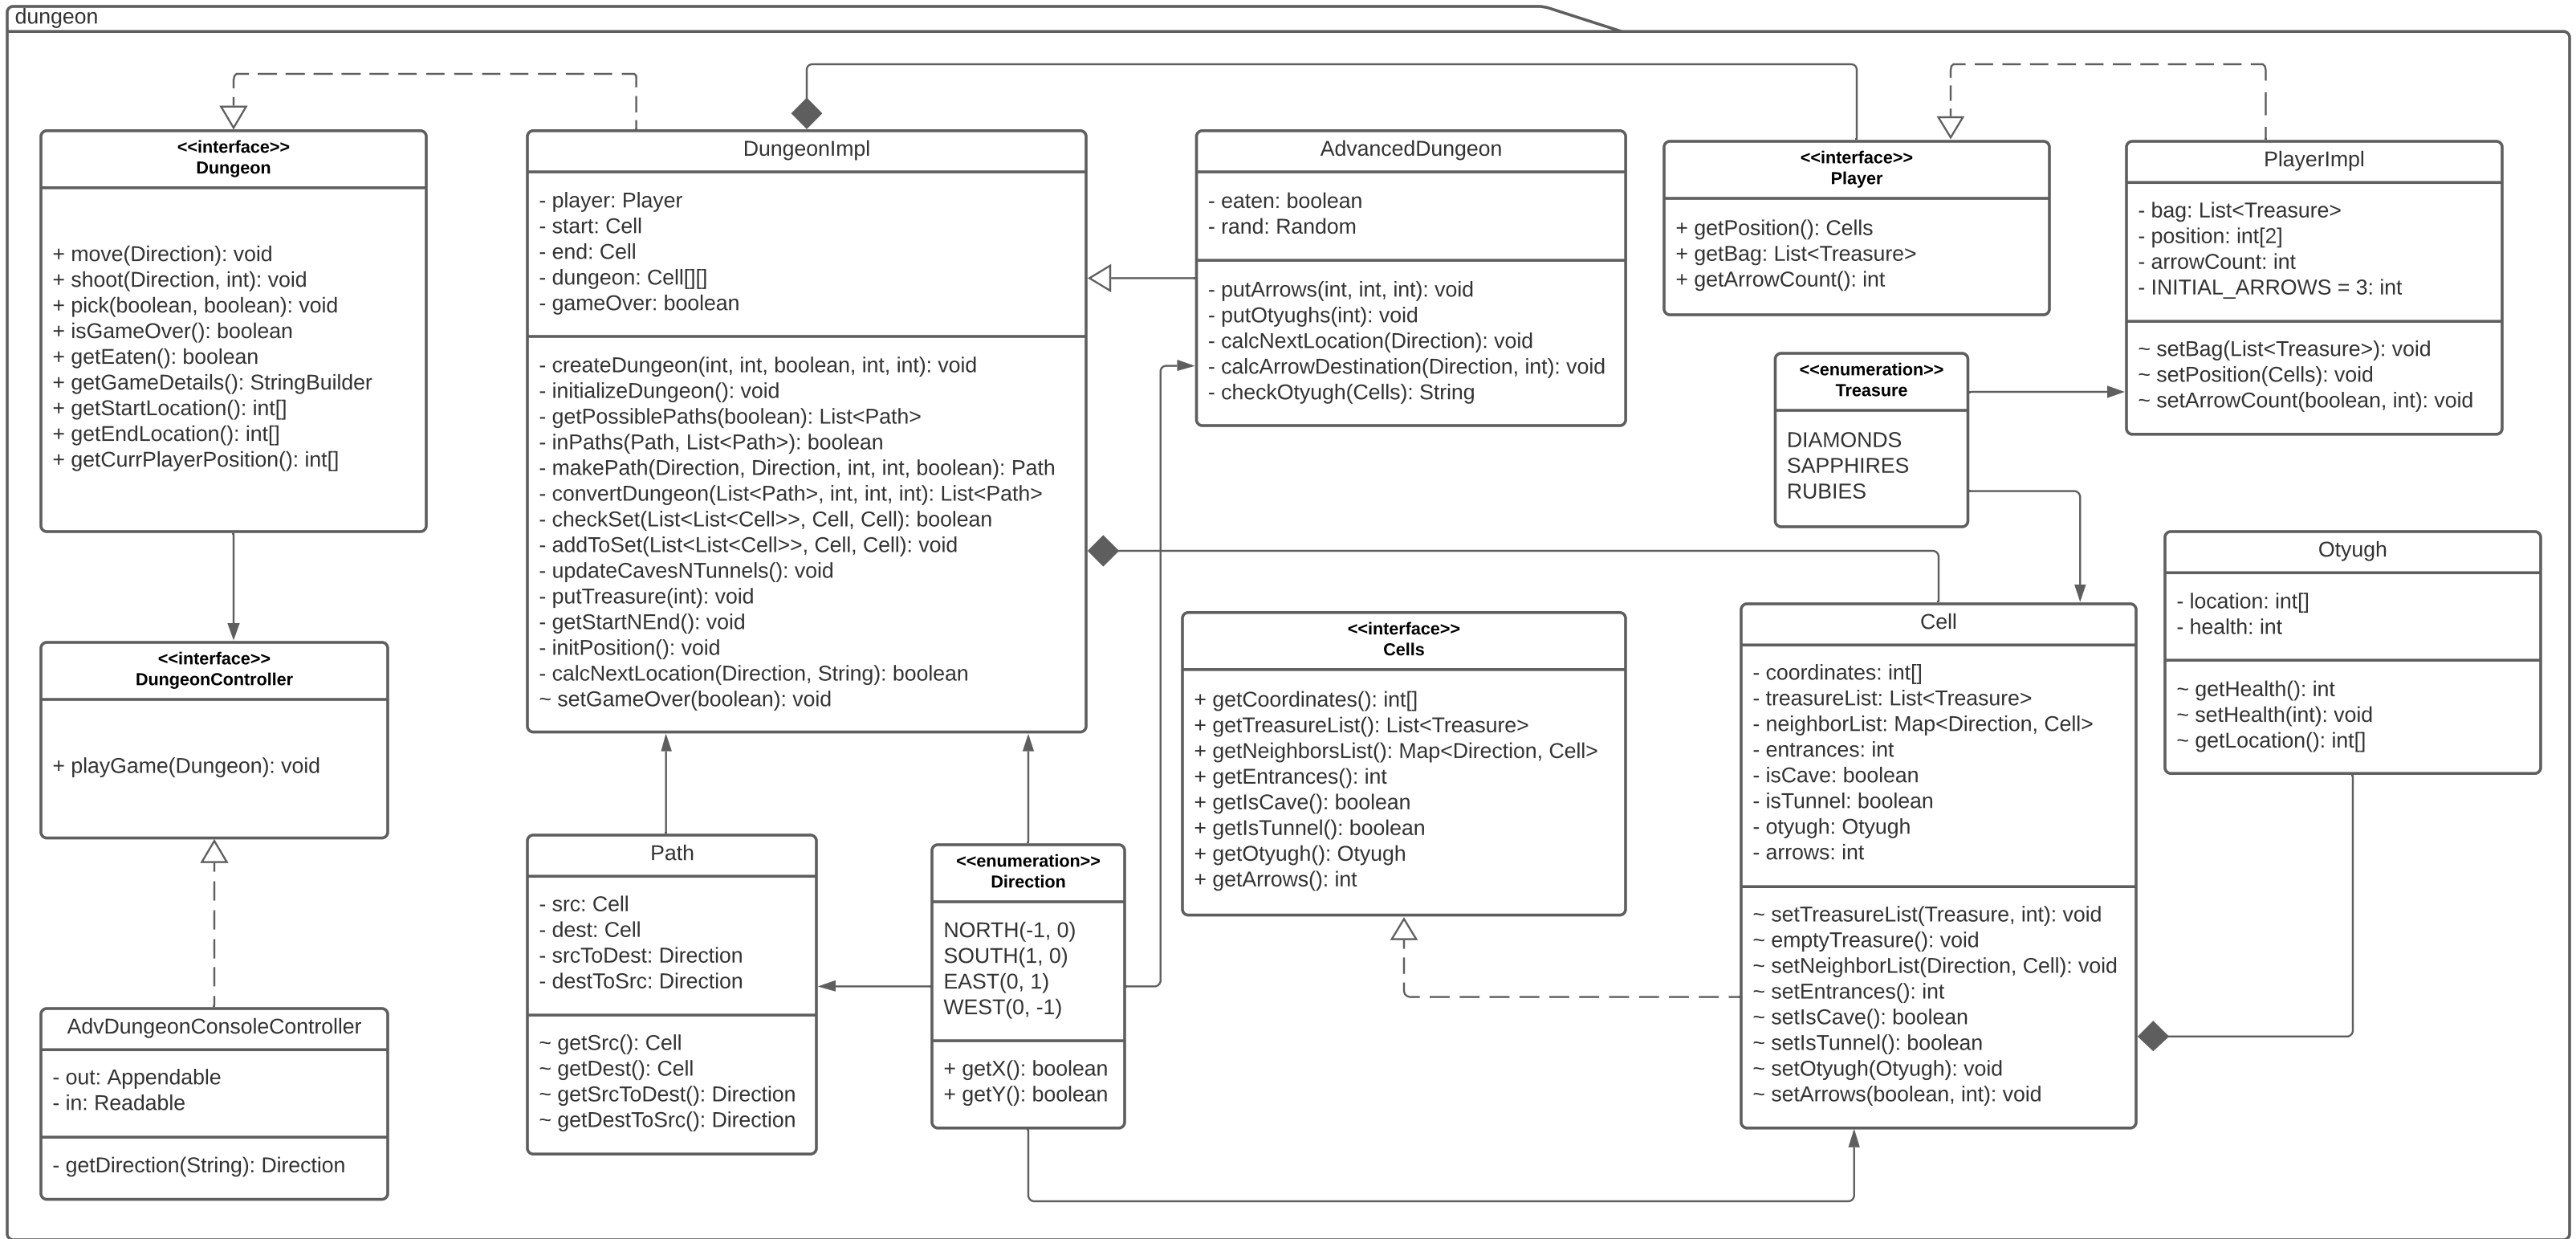 dungeon
<<interface>>
Dungeon
+ move(Direction): void
+ shoot(Direction, int): void
+ pick(boolean, boolean): void
+ isGameOver(): boolean
+ getEaten(): boolean
+ getGameDetails(): StringBuilder
+ getStartLocation(): int[]
+ getEndLocation(): int[]
+ getCurrPlayerPosition(): int[]
<<interface>>
DungeonController
+ playGame(Dungeon): void
AdvDungeonConsoleController
- out: Appendable
- in: Readable
- getDirection(String): Direction
DungeonImpl
- player: Player
- start: Cell
- end: Cell
- dungeon: Cell[][]
- gameOver: boolean
- createDungeon(int, int, boolean, int, int): void
- initializeDungeon(): void
- getPossiblePaths(boolean): List<Path>
- inPaths(Path, List<Path>): boolean
- makePath(Direction, Direction, int, int, boolean): Path
- convertDungeon(List<Path>, int, int, int): List<Path>
- checkSet(List<List<Cell>>, Cell, Cell): boolean
- addToSet(List<List<Cell>>, Cell, Cell): void
- updateCavesNTunnels(): void
- putTreasure(int): void
- getStartNEnd(): void
- initPosition(): void
- calcNextLocation(Direction, String): boolean
~ setGameOver(boolean): void
Path
- src: Cell
- dest: Cell
- srcToDest: Direction
- destToSrc: Direction
~ getSrc(): Cell
~ getDest(): Cell
~ getSrcToDest(): Direction
~ getDestToSrc(): Direction
<<enumeration>>
Direction
NORTH(-1, 0)
SOUTH(1, 0)
EAST(0, 1)
WEST(0, -1)
+ getX(): boolean
+ getY(): boolean
AdvancedDungeon
- eaten: boolean
- rand: Random
- putArrows(int, int, int): void
- putOtyughs(int): void
- calcNextLocation(Direction): void
- calcArrowDestination(Direction, int): void
- checkOtyugh(Cells): String
<<interface>>
Cells
+ getCoordinates(): int[]
+ getTreasureList(): List<Treasure>
+ getNeighborsList(): Map<Direction, Cell>
+ getEntrances(): int
+ getIsCave(): boolean
+ getIsTunnel(): boolean
+ getOtyugh(): Otyugh
+ getArrows(): int
<<interface>>
Player
+ getPosition(): Cells
+ getBag: List<Treasure>
+ getArrowCount(): int
PlayerImpl
- bag: List<Treasure>
- position: int[2]
- arrowCount: int
- INITIAL_ARROWS = 3: int
~ setBag(List<Treasure>): void
~ setPosition(Cells): void
~ setArrowCount(boolean, int): void
<<enumeration>>
Treasure
DIAMONDS
SAPPHIRES
RUBIES
Cell
- coordinates: int[]
- treasureList: List<Treasure>
- neighborList: Map<Direction, Cell>
- entrances: int
- isCave: boolean
- isTunnel: boolean
- otyugh: Otyugh
- arrows: int
~ setTreasureList(Treasure, int): void
~ emptyTreasure(): void
~ setNeighborList(Direction, Cell): void
~ setEntrances(): int
~ setIsCave(): boolean
~ setIsTunnel(): boolean
~ setOtyugh(Otyugh): void
~ setArrows(boolean, int): void
Otyugh
- location: int[]
- health: int
~ getHealth(): int
~ setHealth(int): void
~ getLocation(): int[]